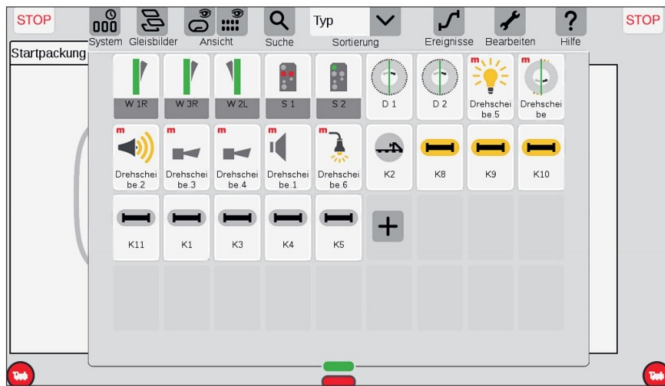 STOP
000
Typ
?
STOP
System
Gleisbilder
Ansicht
Suche
Sortierung
Ereignisse
Bearbeiten
Hilfe
Startpackung
W 1R
W 3R
W 2L
S 1
S 2
D 1
D 2
m
Drehschei
be.5
m
Drehschei
be
m
Drehschei
be.2
m
Drehschei
be.3
m
Drehschei
be.4
m
Drehschei
be.1
m
Drehschei
be.6
K2
K8
K9
K10
K11
K1
K3
K4
K5